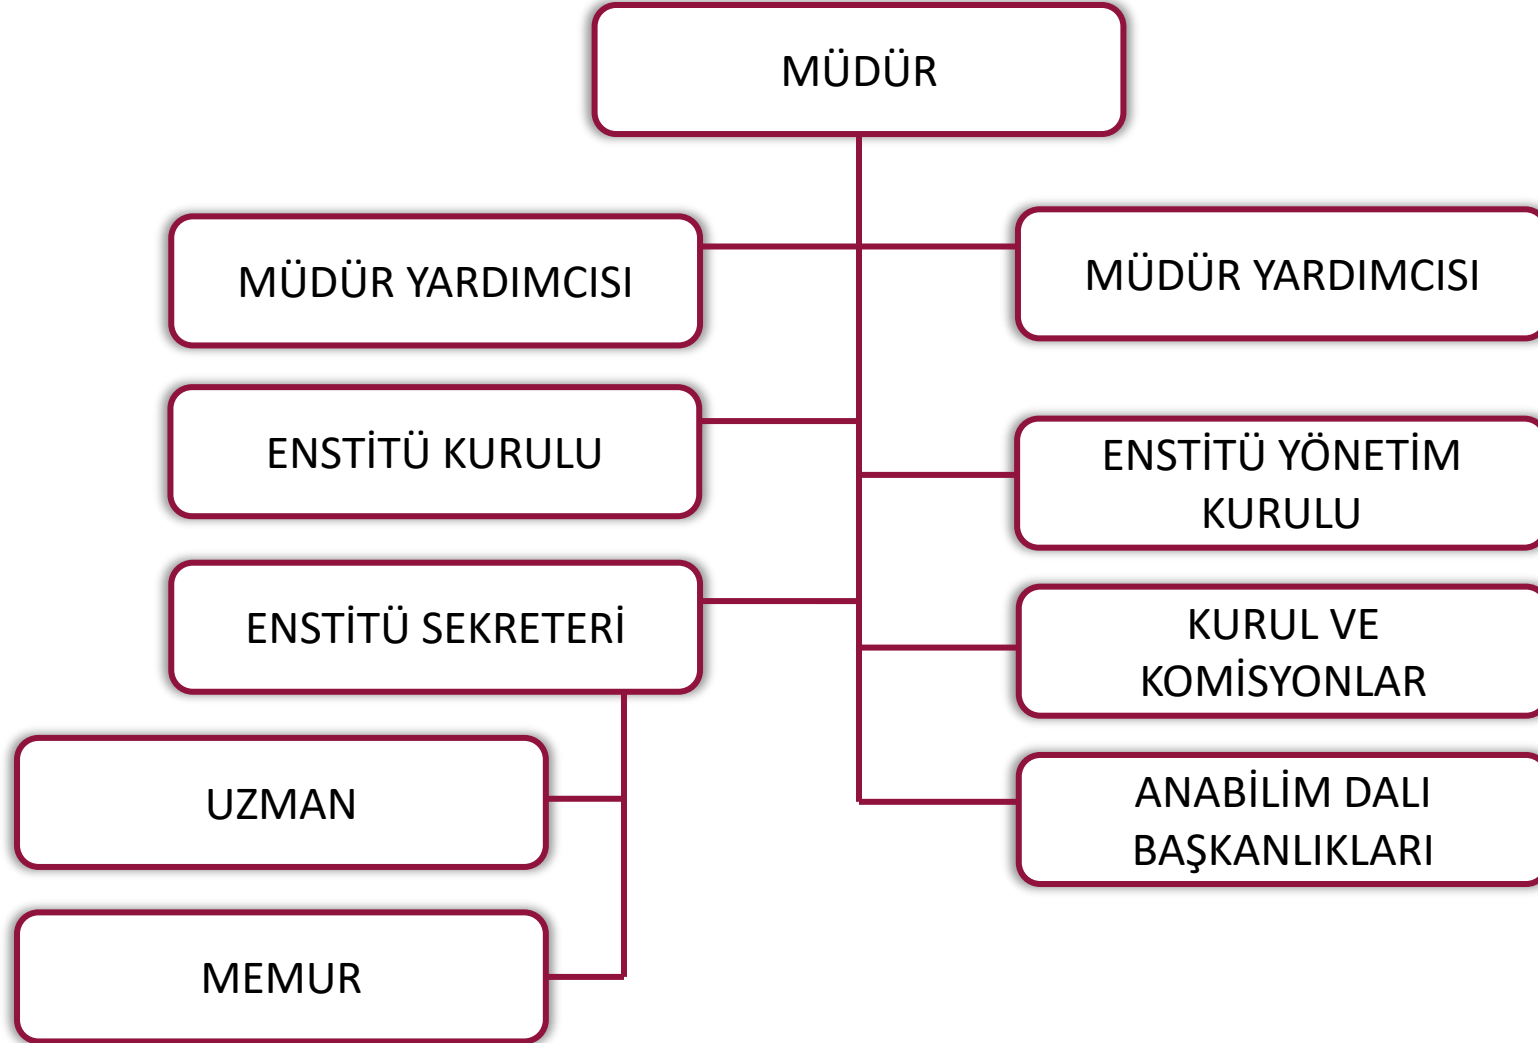 MÜDÜR
MÜDÜR YARDIMCISI
MÜDÜR YARDIMCISI
ENSTİTÜ KURULU
ENSTİTÜ YÖNETİM
KURULU
ENSTİTÜ SEKRETERİ
KURUL VE
KOMİSYONLAR
UZMAN
ANABİLİM DALI
BAŞKANLIKLARI
MEMUR